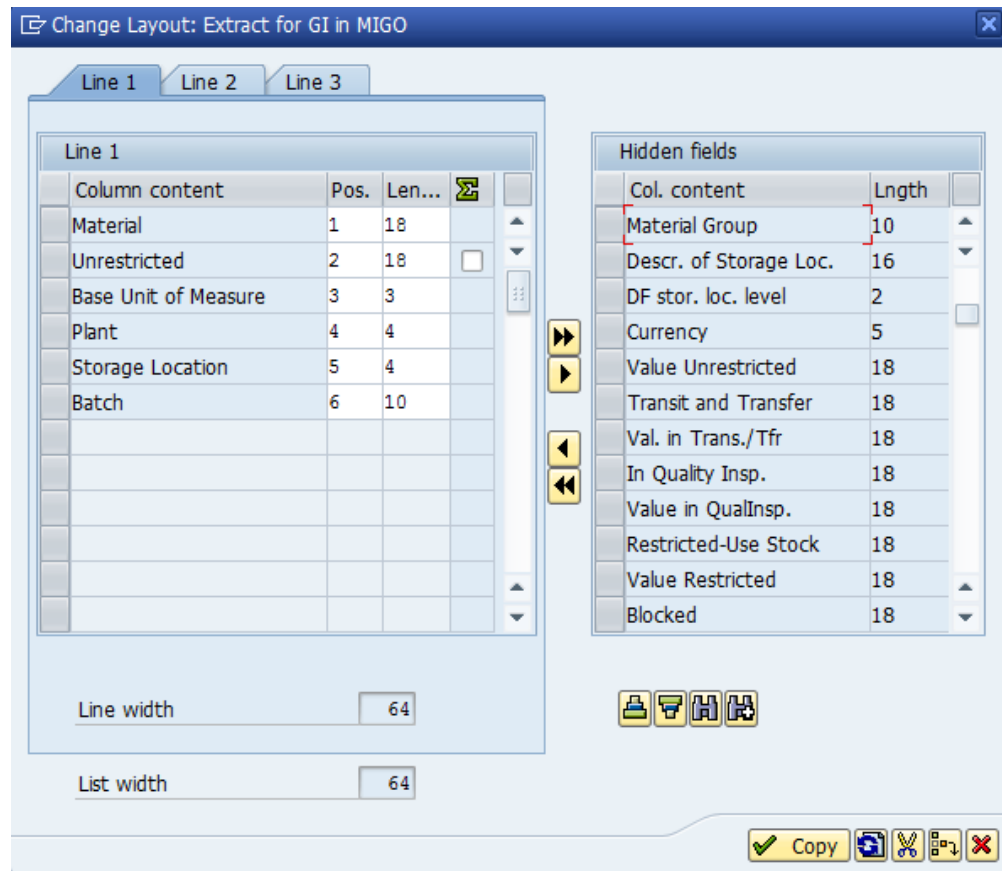 Change Layout: Extract for GI in MIGO
Line 1 Line 2 Line 3
Line 1
Column content Pos. Len...
Material 1 18
Unrestricted 2 18
Base Unit of Measure 3 3
Plant 4 4
Storage Location 5 4
Batch 6 10
Line width 64
List width 64
Hidden fields
Col. content Lngth
Material Group 10
Descr. of Storage Loc. 16
DF stor. loc. level 2
Currency 5
Value Unrestricted 18
Transit and Transfer 18
Val. in Trans./Tfr 18
In Quality Insp. 18
Value in QualInsp. 18
Restricted-Use Stock 18
Value Restricted 18
Blocked 18
Copy